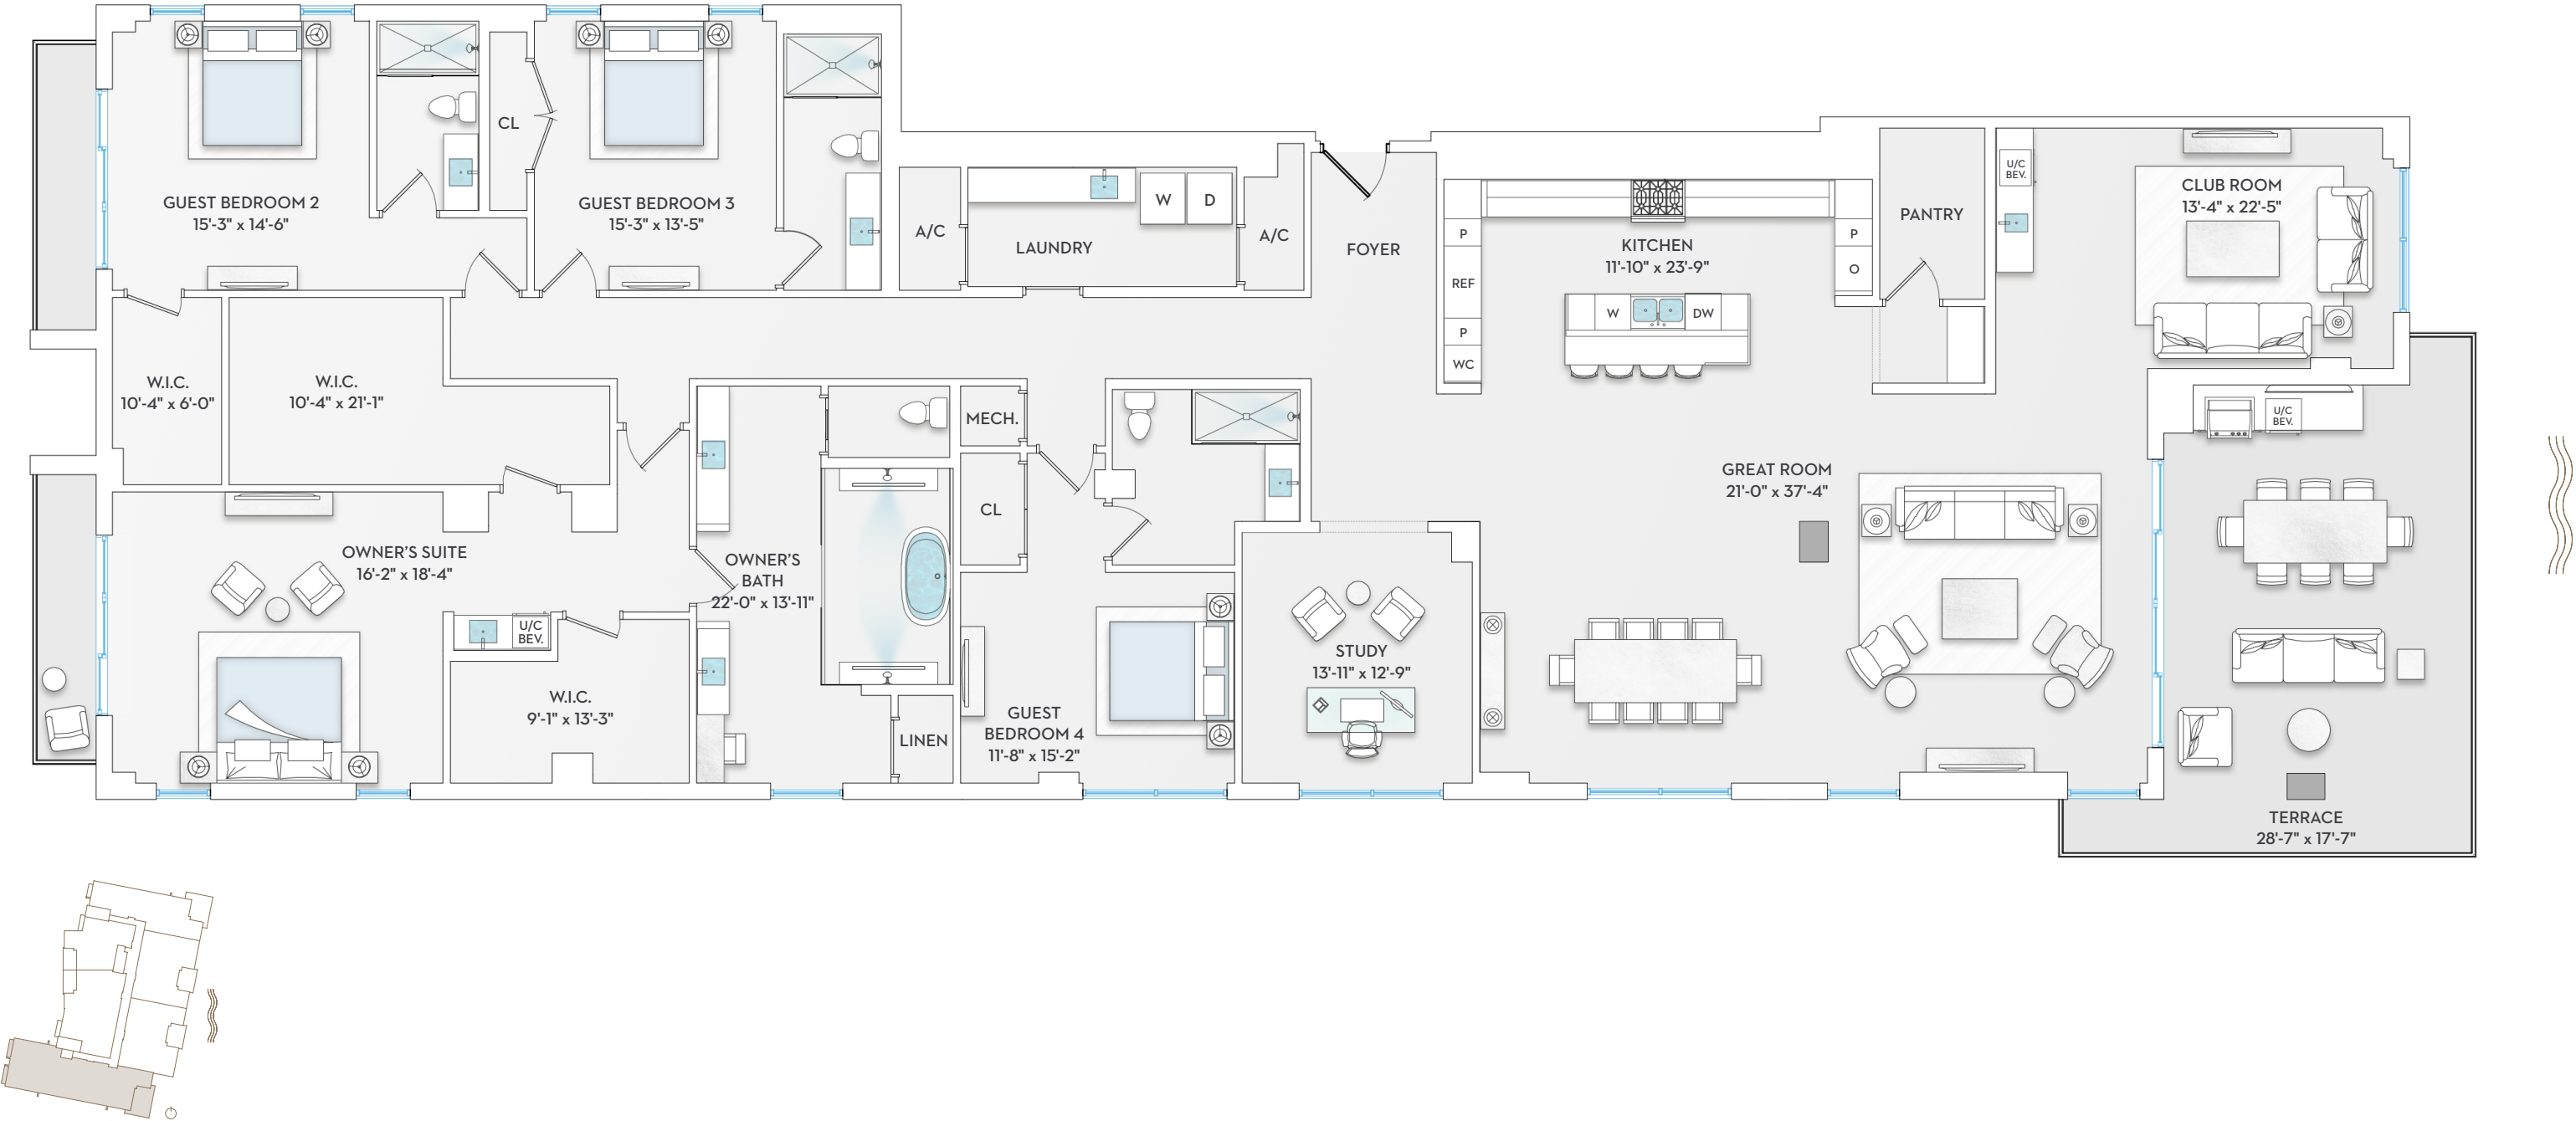 GUEST BEDROOM 2
15'-3" x 14'-6"
CL
GUEST BEDROOM 3
15'-3" x 13'-5"
A/C
LAUNDRY
W
D
A/C
FOYER
P
REF
P
WC
KITCHEN
11'-10" x 23'-9"
W
DW
P
O
PANTRY
U/C
BEV.
CLUB ROOM
13'-4" x 22'-5"
W.I.C.
10'-4" x 6'-0"
W.I.C.
10'-4" x 21'-1"
MECH.
CL
U/C
BEV.
GREAT ROOM
21'-0" x 37'-4"
OWNER'S SUITE
16'-2" x 18'-4"
OWNER'S
BATH
22'-0" x 13'-11"
U/C
BEV.
W.I.C.
9'-1" x 13'-3"
LINEN
GUEST
BEDROOM 4
11'-8" x 15'-2"
STUDY
13'-11" x 12'-9"
TERRACE
28'-7" x 17'-7"